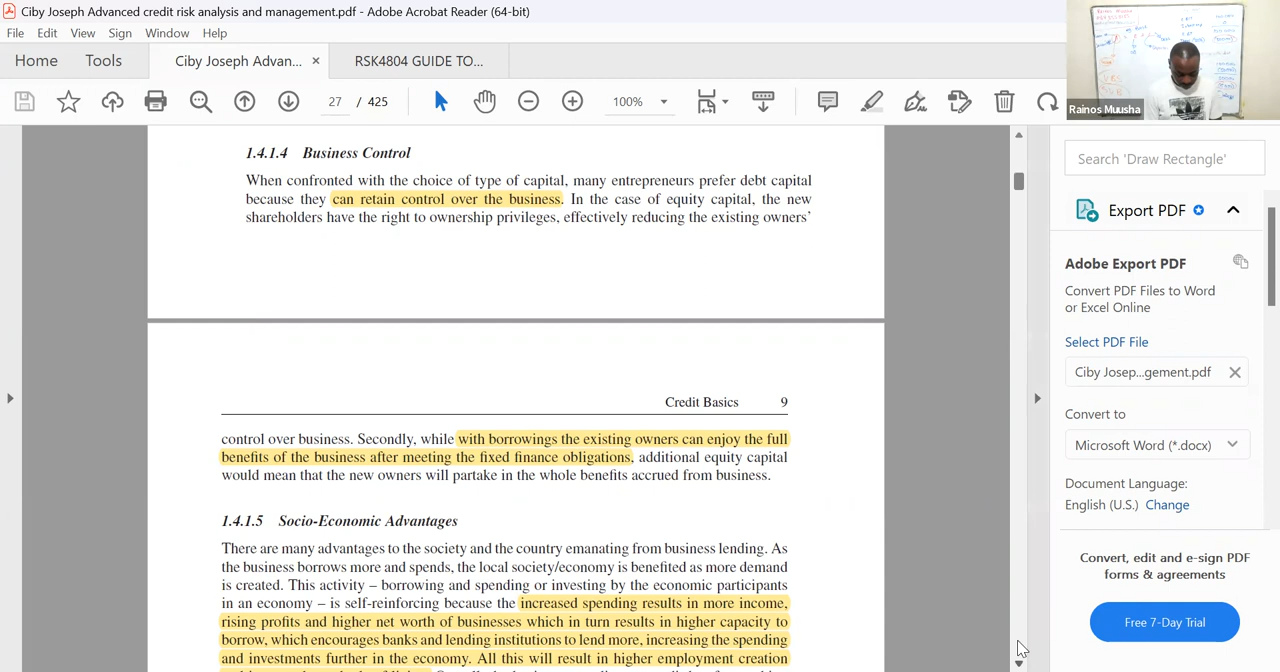 Ciby Joseph Advanced credit risk analysis and management.pdf - Adobe Acrobat Reader (64-bit)
File Edit View Sign Window Help
Home Tools Ciby Joseph Advan... × RSK4804 GUIDE TO...
27 / 425 100%
Rainos Muusha
1.4.1.4 Business Control
When confronted with the choice of type of capital, many entrepreneurs prefer debt capital
because they can retain control over the business. In the case of equity capital, the new
shareholders have the right to ownership privileges, effectively reducing the existing owners’
Credit Basics 9
control over business. Secondly, while with borrowings the existing owners can enjoy the full
benefits of the business after meeting the fixed finance obligations, additional equity capital
would mean that the new owners will partake in the whole benefits accrued from business.
1.4.1.5 Socio-Economic Advantages
There are many advantages to the society and the country emanating from business lending. As
the business borrows more and spends, the local society/economy is benefited as more demand
is created. This activity – borrowing and spending or investing by the economic participants
in an economy – is self-reinforcing because the increased spending results in more income,
rising profits and higher net worth of businesses which in turn results in higher capacity to
borrow, which encourages banks and lending institutions to lend more, increasing the spending
and investments further in the economy. All this will result in higher employment creation
Search 'Draw Rectangle'
Export PDF
Adobe Export PDF
Convert PDF Files to Word
or Excel Online
Select PDF File
Ciby Josep...gement.pdf
Convert to
Microsoft Word (*.docx)
Document Language:
English (U.S.) Change
Convert, edit and e-sign PDF
forms & agreements
Free 7-Day Trial